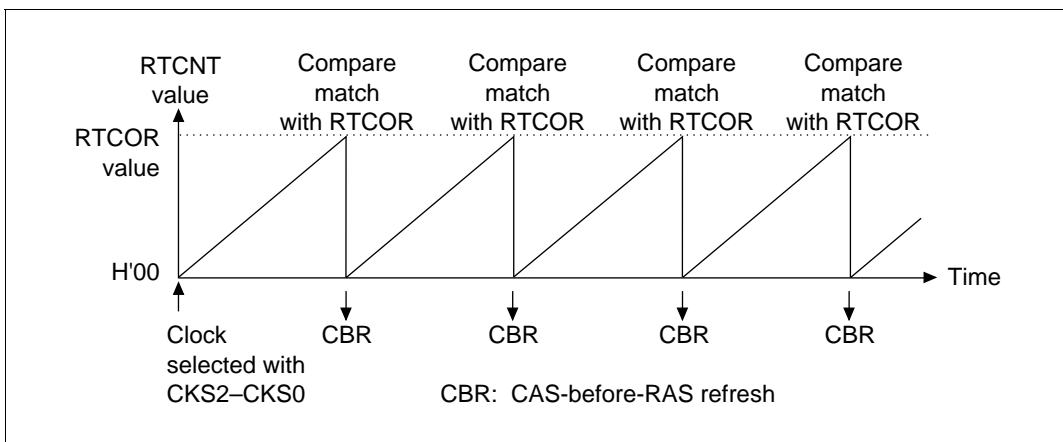 RTCNT
value
Compare
match
with RTCOR
Compare
match
with RTCOR
Compare
match
with RTCOR
Compare
match
with RTCOR
RTCOR
value
H'00
Time
Clock
selected with
CKS2–CKS0
CBR
CBR
CBR
CBR
CBR: CAS-before-RAS refresh